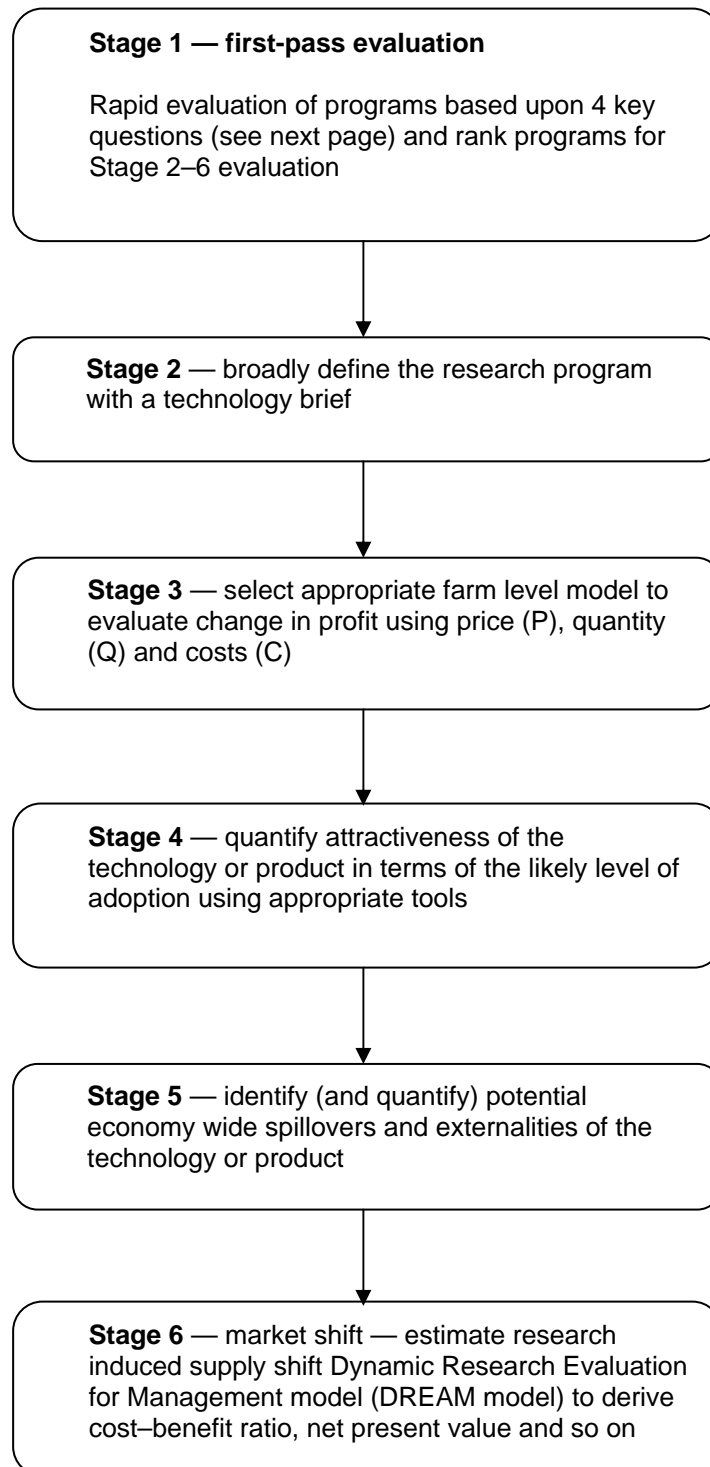 Stage 1 — first-pass evaluation
Rapid evaluation of programs based upon 4 key
questions (see next page) and rank programs for
Stage 2–6 evaluation
Stage 2 — broadly define the research program
with a technology brief
Stage 3 — select appropriate farm level model to
evaluate change in profit using price (P), quantity
(Q) and costs (C)
Stage 4 — quantify attractiveness of the
technology or product in terms of the likely level of
adoption using appropriate tools
Stage 5 — identify (and quantify) potential
economy wide spillovers and externalities of the
technology or product
Stage 6 — market shift — estimate research
induced supply shift Dynamic Research Evaluation
for Management model (DREAM model) to derive
cost–benefit ratio, net present value and so on